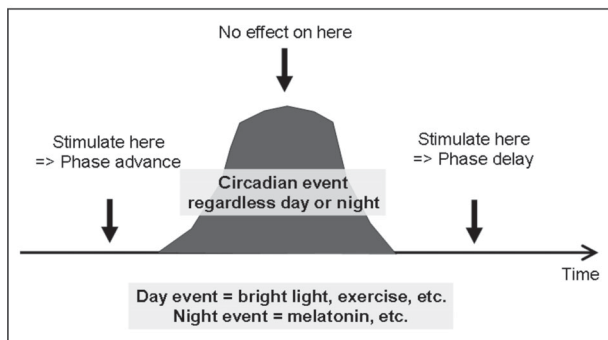 No effect on here
Stimulate here
=> Phase advance
Stimulate here
=> Phase delay
Circadian event
regardless day or night
Time
Day event = bright light, exercise, etc.
Night event = melatonin, etc.